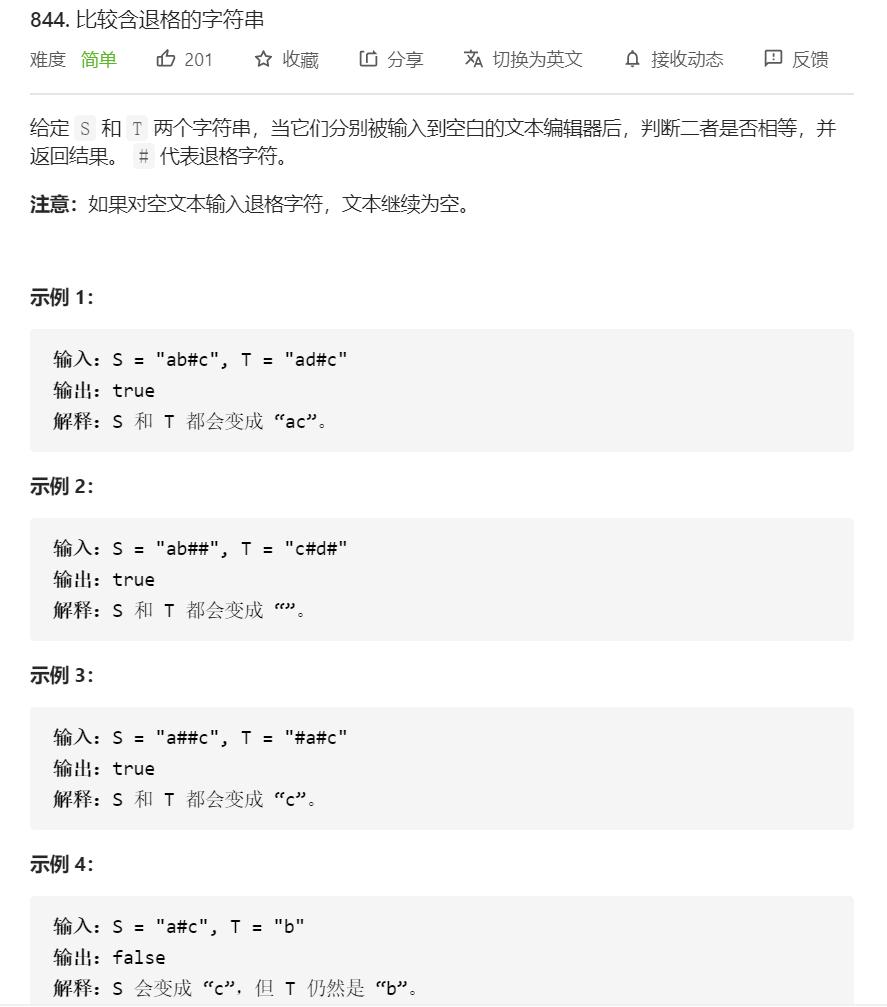 844. 比较含退格的字符串
难度 简单 201 收藏 分享 切换为英文 接收动态 反馈
给定 S 和 T 两个字符串，当它们分别被输入到空白的文本编辑器后，判断二者是否相等，并
返回结果。 # 代表退格字符。
注意：如果对空文本输入退格字符，文本继续为空。
示例 1：
输入：S = "ab#c", T = "ad#c"
输出：true
解释：S 和 T 都会变成 “ac”。
示例 2：
输入：S = "ab##", T = "c#d#"
输出：true
解释：S 和 T 都会变成 “”。
示例 3：
输入：S = "a##c", T = "#a#c"
输出：true
解释：S 和 T 都会变成 “c”。
示例 4：
输入：S = "a#c", T = "b"
输出：false
解释：S 会变成 “c”，但 T 仍然是 “b”。